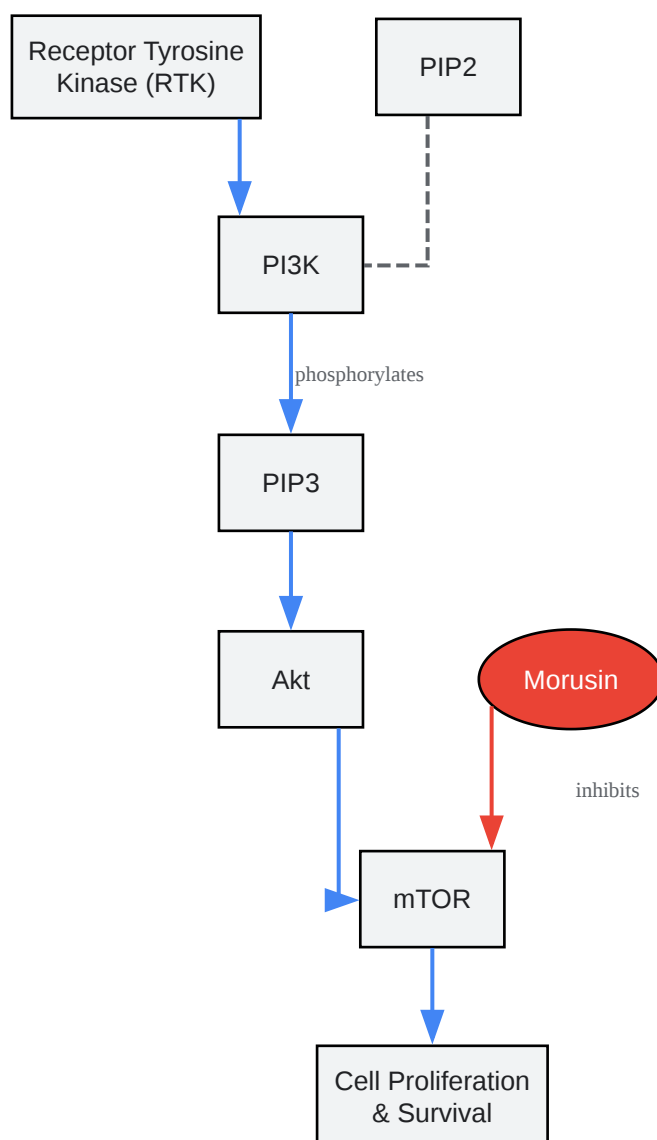 Receptor Tyrosine
Kinase (RTK)
PIP2
PI3K
phosphorylates
PIP3
Akt
Morusin
inhibits
mTOR
Cell Proliferation
& Survival